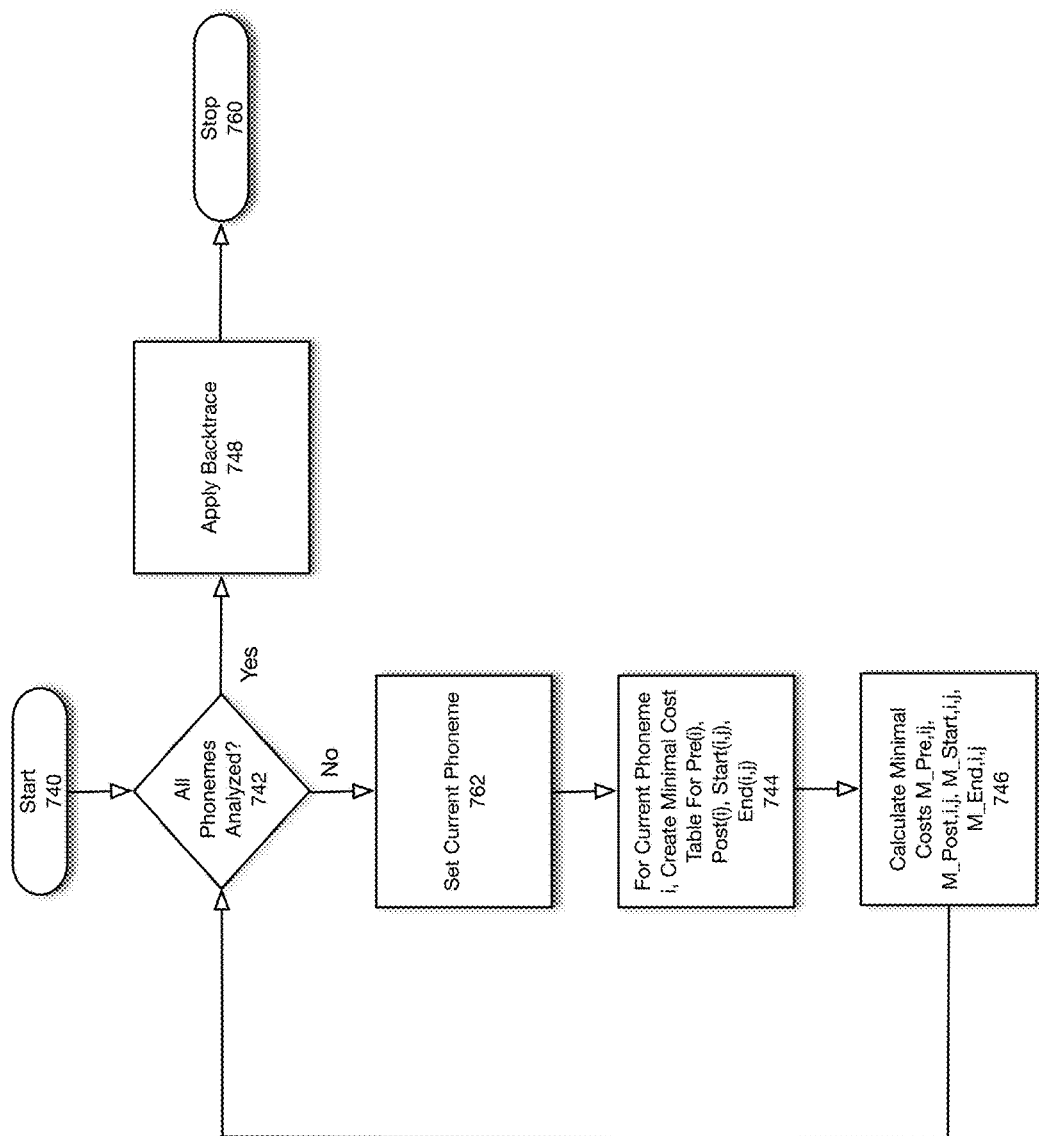 Start
740
All
Phonemes
Analyzed?
742
Yes
Apply Backtrace
748
Stop
760
No
Set Current Phoneme
762
For Current Phoneme
i, Create Minimal Cost
Table For Pre(i),
Post(i), Start(i,j),
End(i,j)
744
Calculate Minimal
Costs M_Pre,i,j,
M_Post,i,j, M_Start,i,j,
M_End,i,j
746